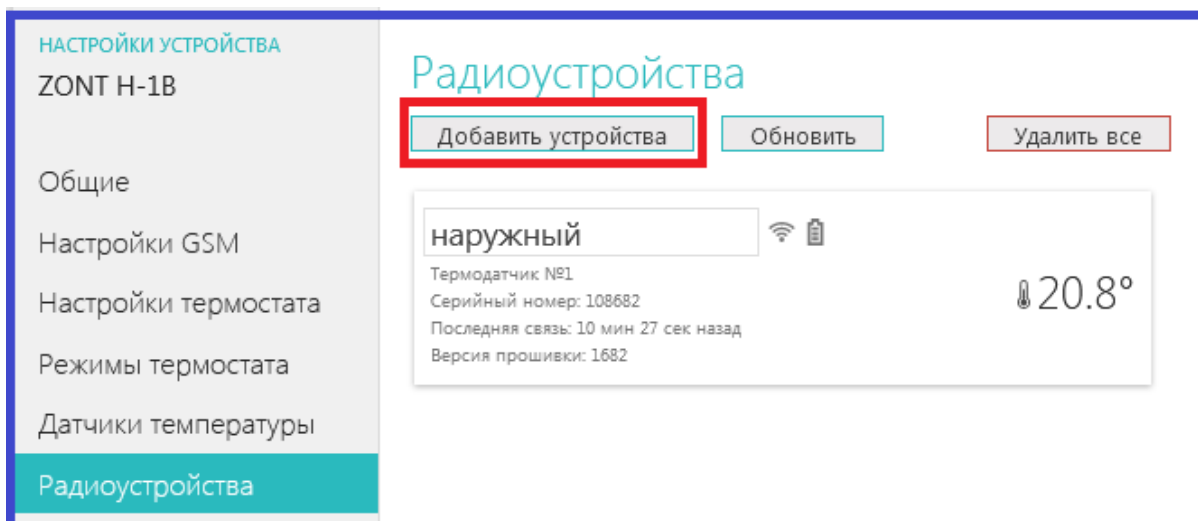 НАСТРОЙКИ УСТРОЙСТВА
ZONT H-1B
Общие
Настройки GSM
Настройки термостата
Режимы термостата
Датчики температуры
Радиоустройства
Радиоустройства
Добавить устройства
Обновить
Удалить все
наружный
Термодатчик №1
Серийный номер: 108682
Последняя связь: 10 мин 27 сек назад
Версия прошивки: 1682
20.8°